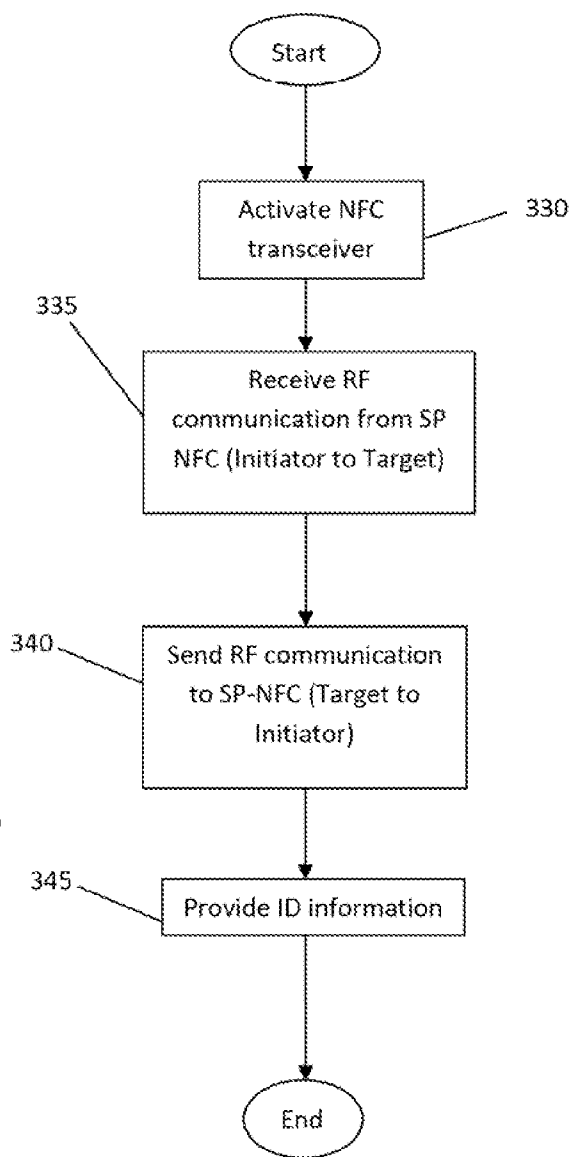 Start
Activate NFC
transceiver
330
335
Receive RF
communication from SP
NFC (Initiator to Target)
340
Send RF communication
to SP-NFC (Target to
Initiator)
345
Provide ID information
End